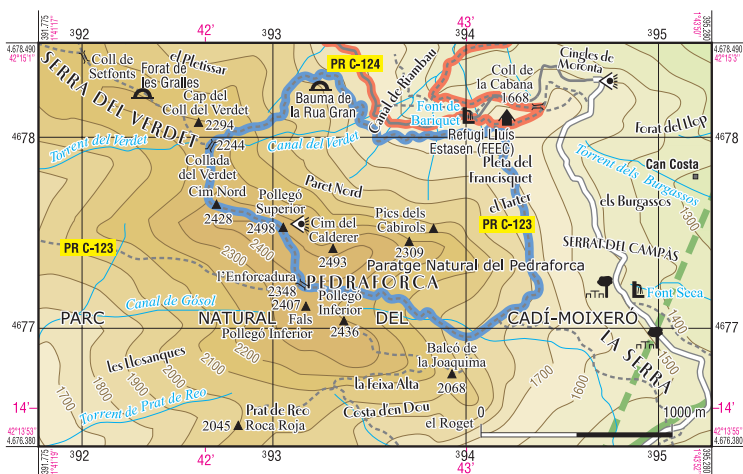 391.775
1°41'17"
392
42'
393
43'
394
395
395.280
1°43'50"
4.678.490
42°15'1"
4.678.490
42°15'3"
Coll de
Setfonts
el Pletissar
Forat de
les Gralles
PR C-124
Cingles de
Moronta
SERRA DEL VERDET
Cap del
Coll del Verdet
2294
Bauma de
la Rua Gran
Canal de Riambau
Font de
Bariquet
Coll de
la Cabana
1668
4678
2244
Torrent del Verdet
Canal del Verdet
Refugi Lluís
Estasen (FEEC)
Forat del Llop
4678
Collada
del Verdet
Paret Nord
Pleta del
Francisquet
Torrent dels Burgassos
Can Costa
Cim Nord
2428
Pollegó
Superior
2498
Cim del
Calderer
2493
Pics dels
Cabirols
2309
el Tarter
els Burgassos
1300
PR C-123
PR C-123
2300
2400
SERRAT DEL CAMPÀS
Paratge Natural del Pedraforca
l'Enforcadura
2348
PEDRAFORCA
Canal de Gósol
2407
Fals
Pollegó Inferior
Pollegó
Inferior
2436
Font Seca
4677
PARC NATURAL DEL CADÍ-MOIXERÓ
4677
1400
1500
les Llosanques
2200
2100
2000
1900
1800
1700
Balcó de
la Joaquima
2068
LA SERRA
1700
1600
la Feixa Alta
14'
Torrent de Prat de Reo
Prat de Reo
2045
Roca Roja
Costa d'en Dou
el Roget
0
1000 m
14'
42°13'53"
4.676.380
42°13'55"
4.676.380
391.775
1°41'19"
392
42'
393
394
43'
395
395.280
1°43'52"